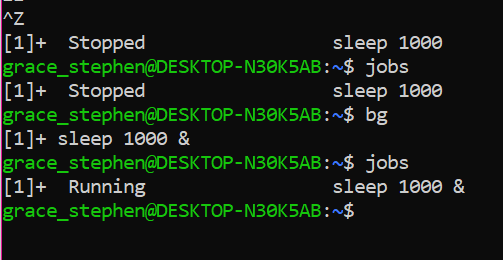 ^Z
[1]+  Stopped                 sleep 1000
grace_stephen@DESKTOP-N30K5AB:~$ jobs
[1]+  Stopped                 sleep 1000
grace_stephen@DESKTOP-N30K5AB:~$ bg
[1]+ sleep 1000 &
grace_stephen@DESKTOP-N30K5AB:~$ jobs
[1]+  Running                 sleep 1000 &
grace_stephen@DESKTOP-N30K5AB:~$